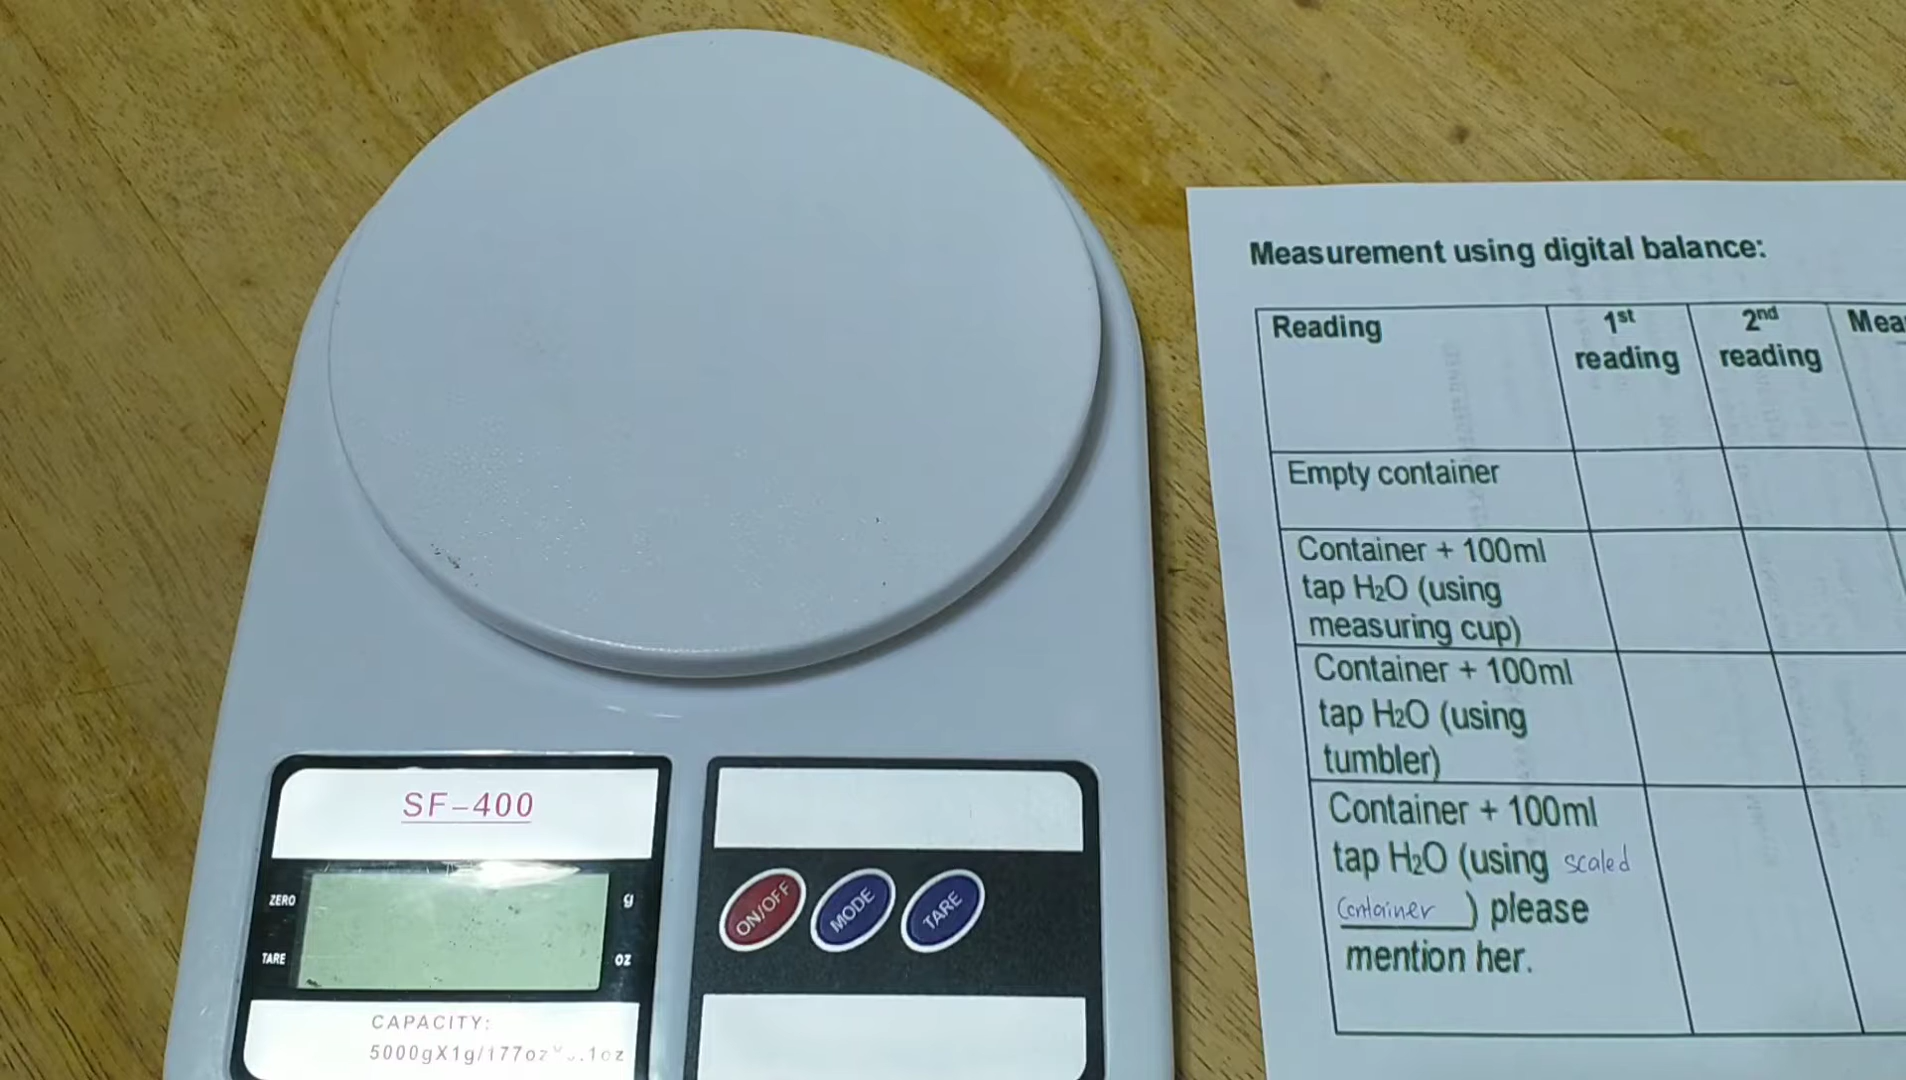 SF-400
ZERO
g
TARE
oz
ON/OFF
MODE
TARE
CAPACITY:
5000gX1g/177oz
Measurement using digital balance:
Reading
1st
reading
2nd
reading
Mea
Empty container
Container + 100ml
tap H2O (using
measuring cup)
Container + 100ml
tap H2O (using
tumbler)
Container + 100ml
tap H2O (using scaled
Container ) please
mention her.